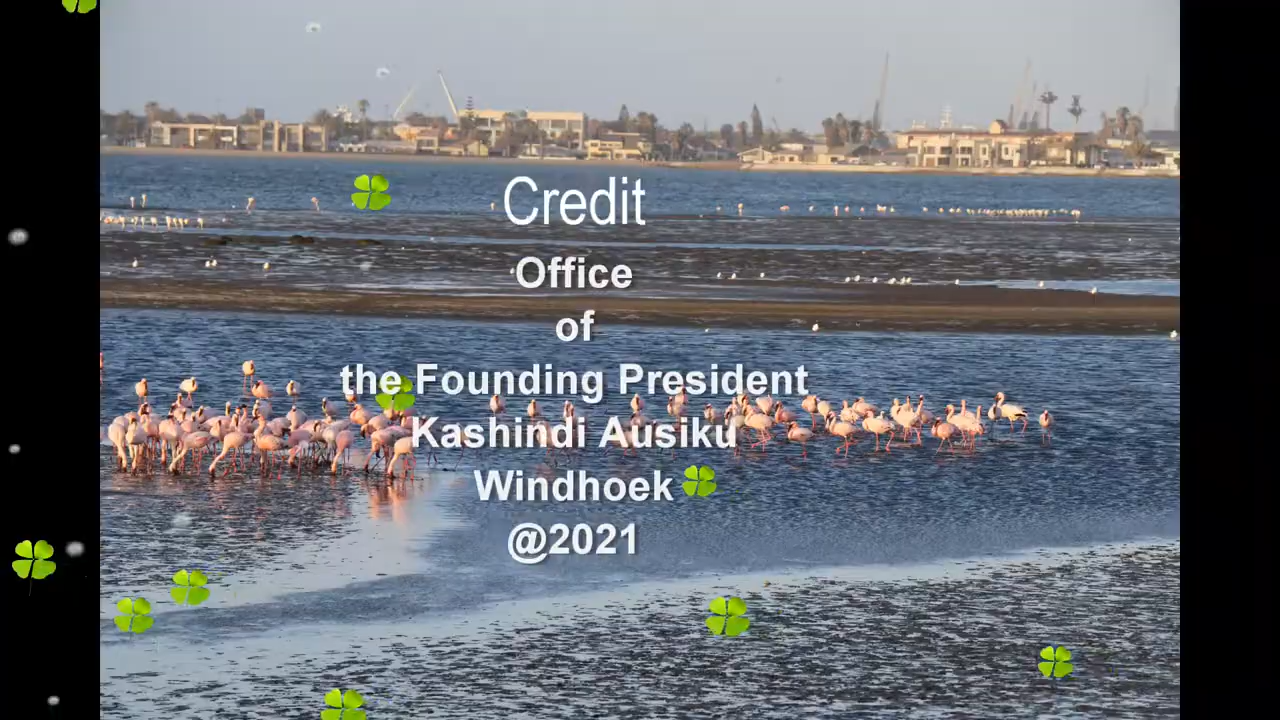 Credit
Office
of
the Founding President
Kashindi Ausiku
Windhoek
@2021